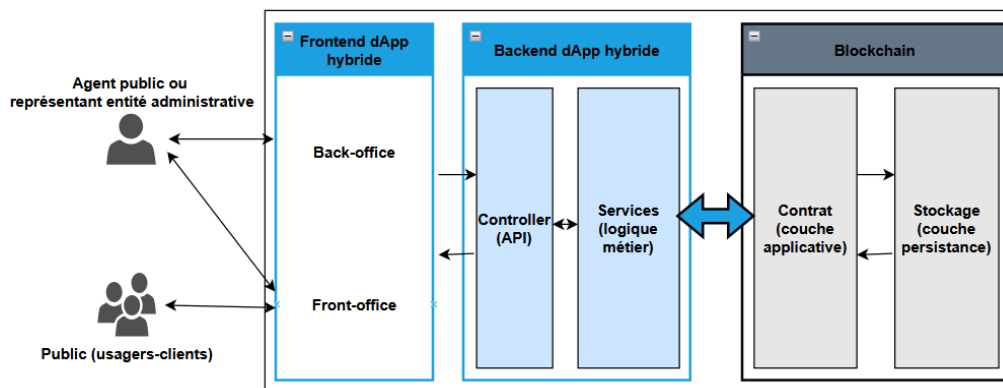 Frontend dApp
hybride
Backend dApp hybride
Blockchain
Agent public ou
représentant entité administrative
Back-office
Controller
(API)
Services
(logique
métier)
Contrat
(couche
applicative)
Stockage
(couche
persistance)
Front-office
Public (usagers-clients)